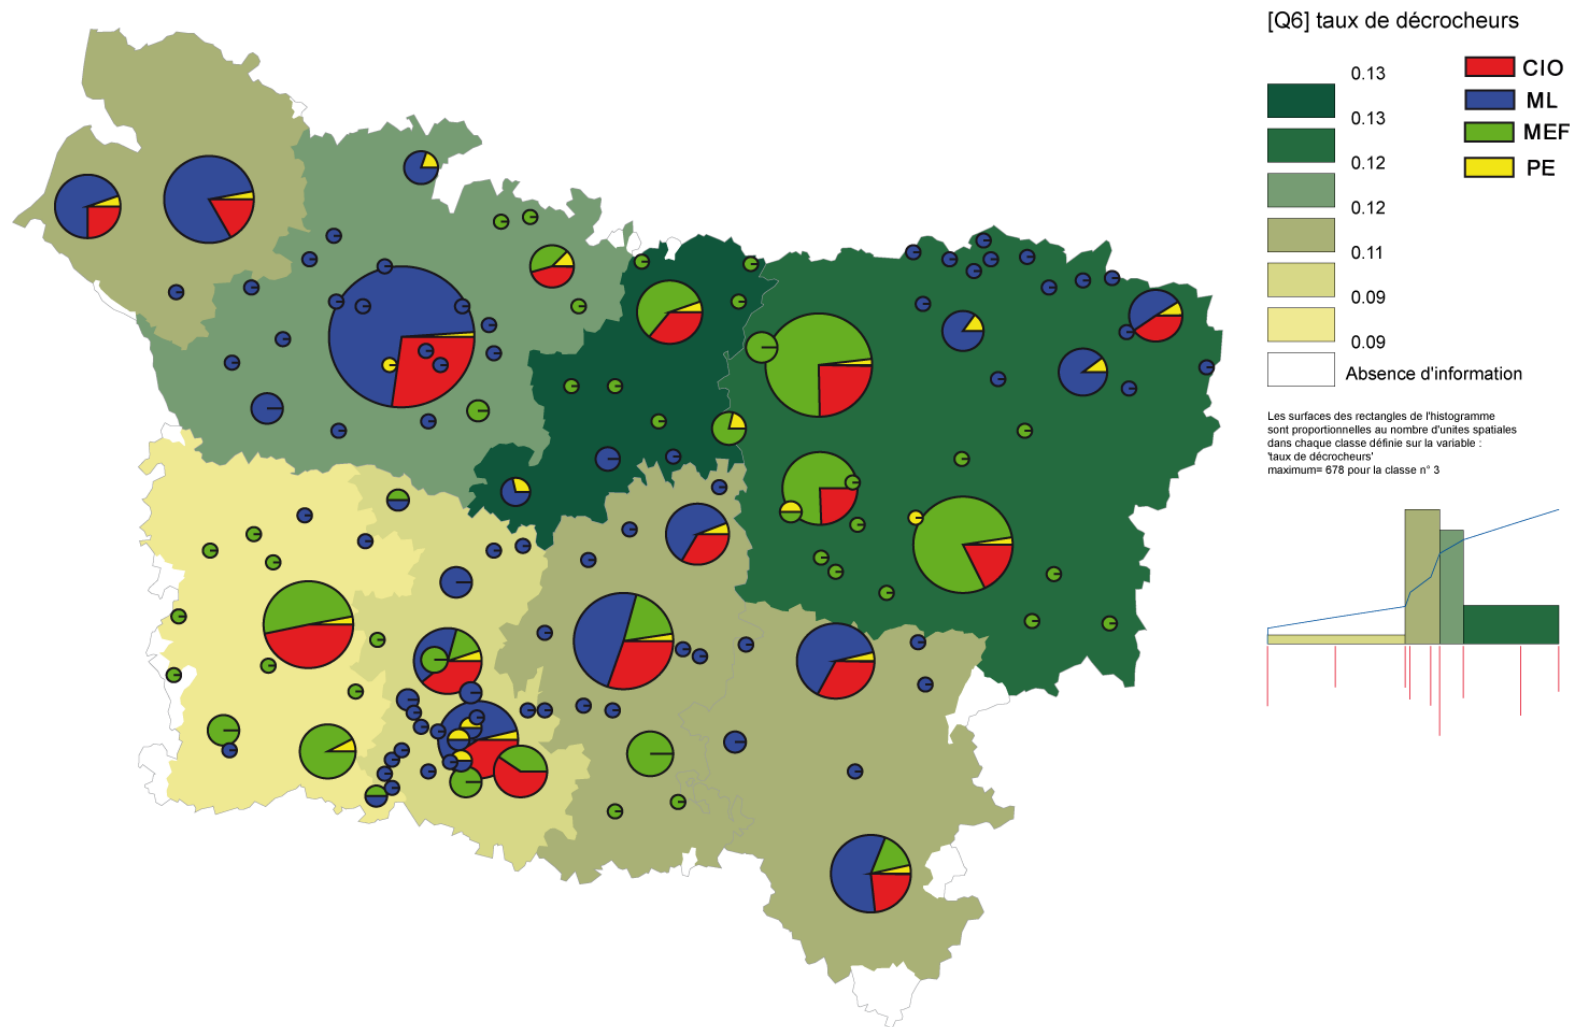 [Q6] taux de décrocheurs
0.13
0.13
0.12
0.12
0.11
0.09
0.09
Absence d'information
CIO
ML
MEF
PE
Les surfaces des rectangles de l'histogramme
sont proportionnelles au nombre d'unites spatiales
dans chaque classe définie sur la variable :
'taux de décrocheurs'
maximum= 678 pour la classe n° 3